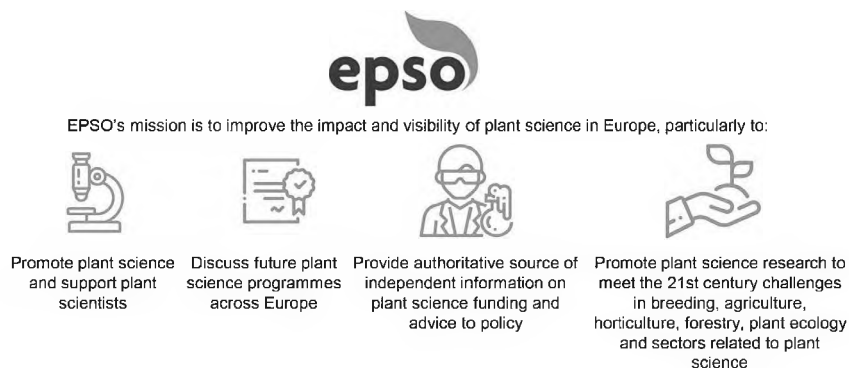 epso
EPSO's mission is to improve the impact and visibility of plant science in Europe, particularly to:
Promote plant science
and support plant
scientists
Discuss future plant
science programmes
across Europe
Provide authoritative source of
independent information on
plant science funding and
advice to policy
Promote plant science research to
meet the 21st century challenges
in breeding, agriculture,
horticulture, forestry, plant ecology
and sectors related to plant
science